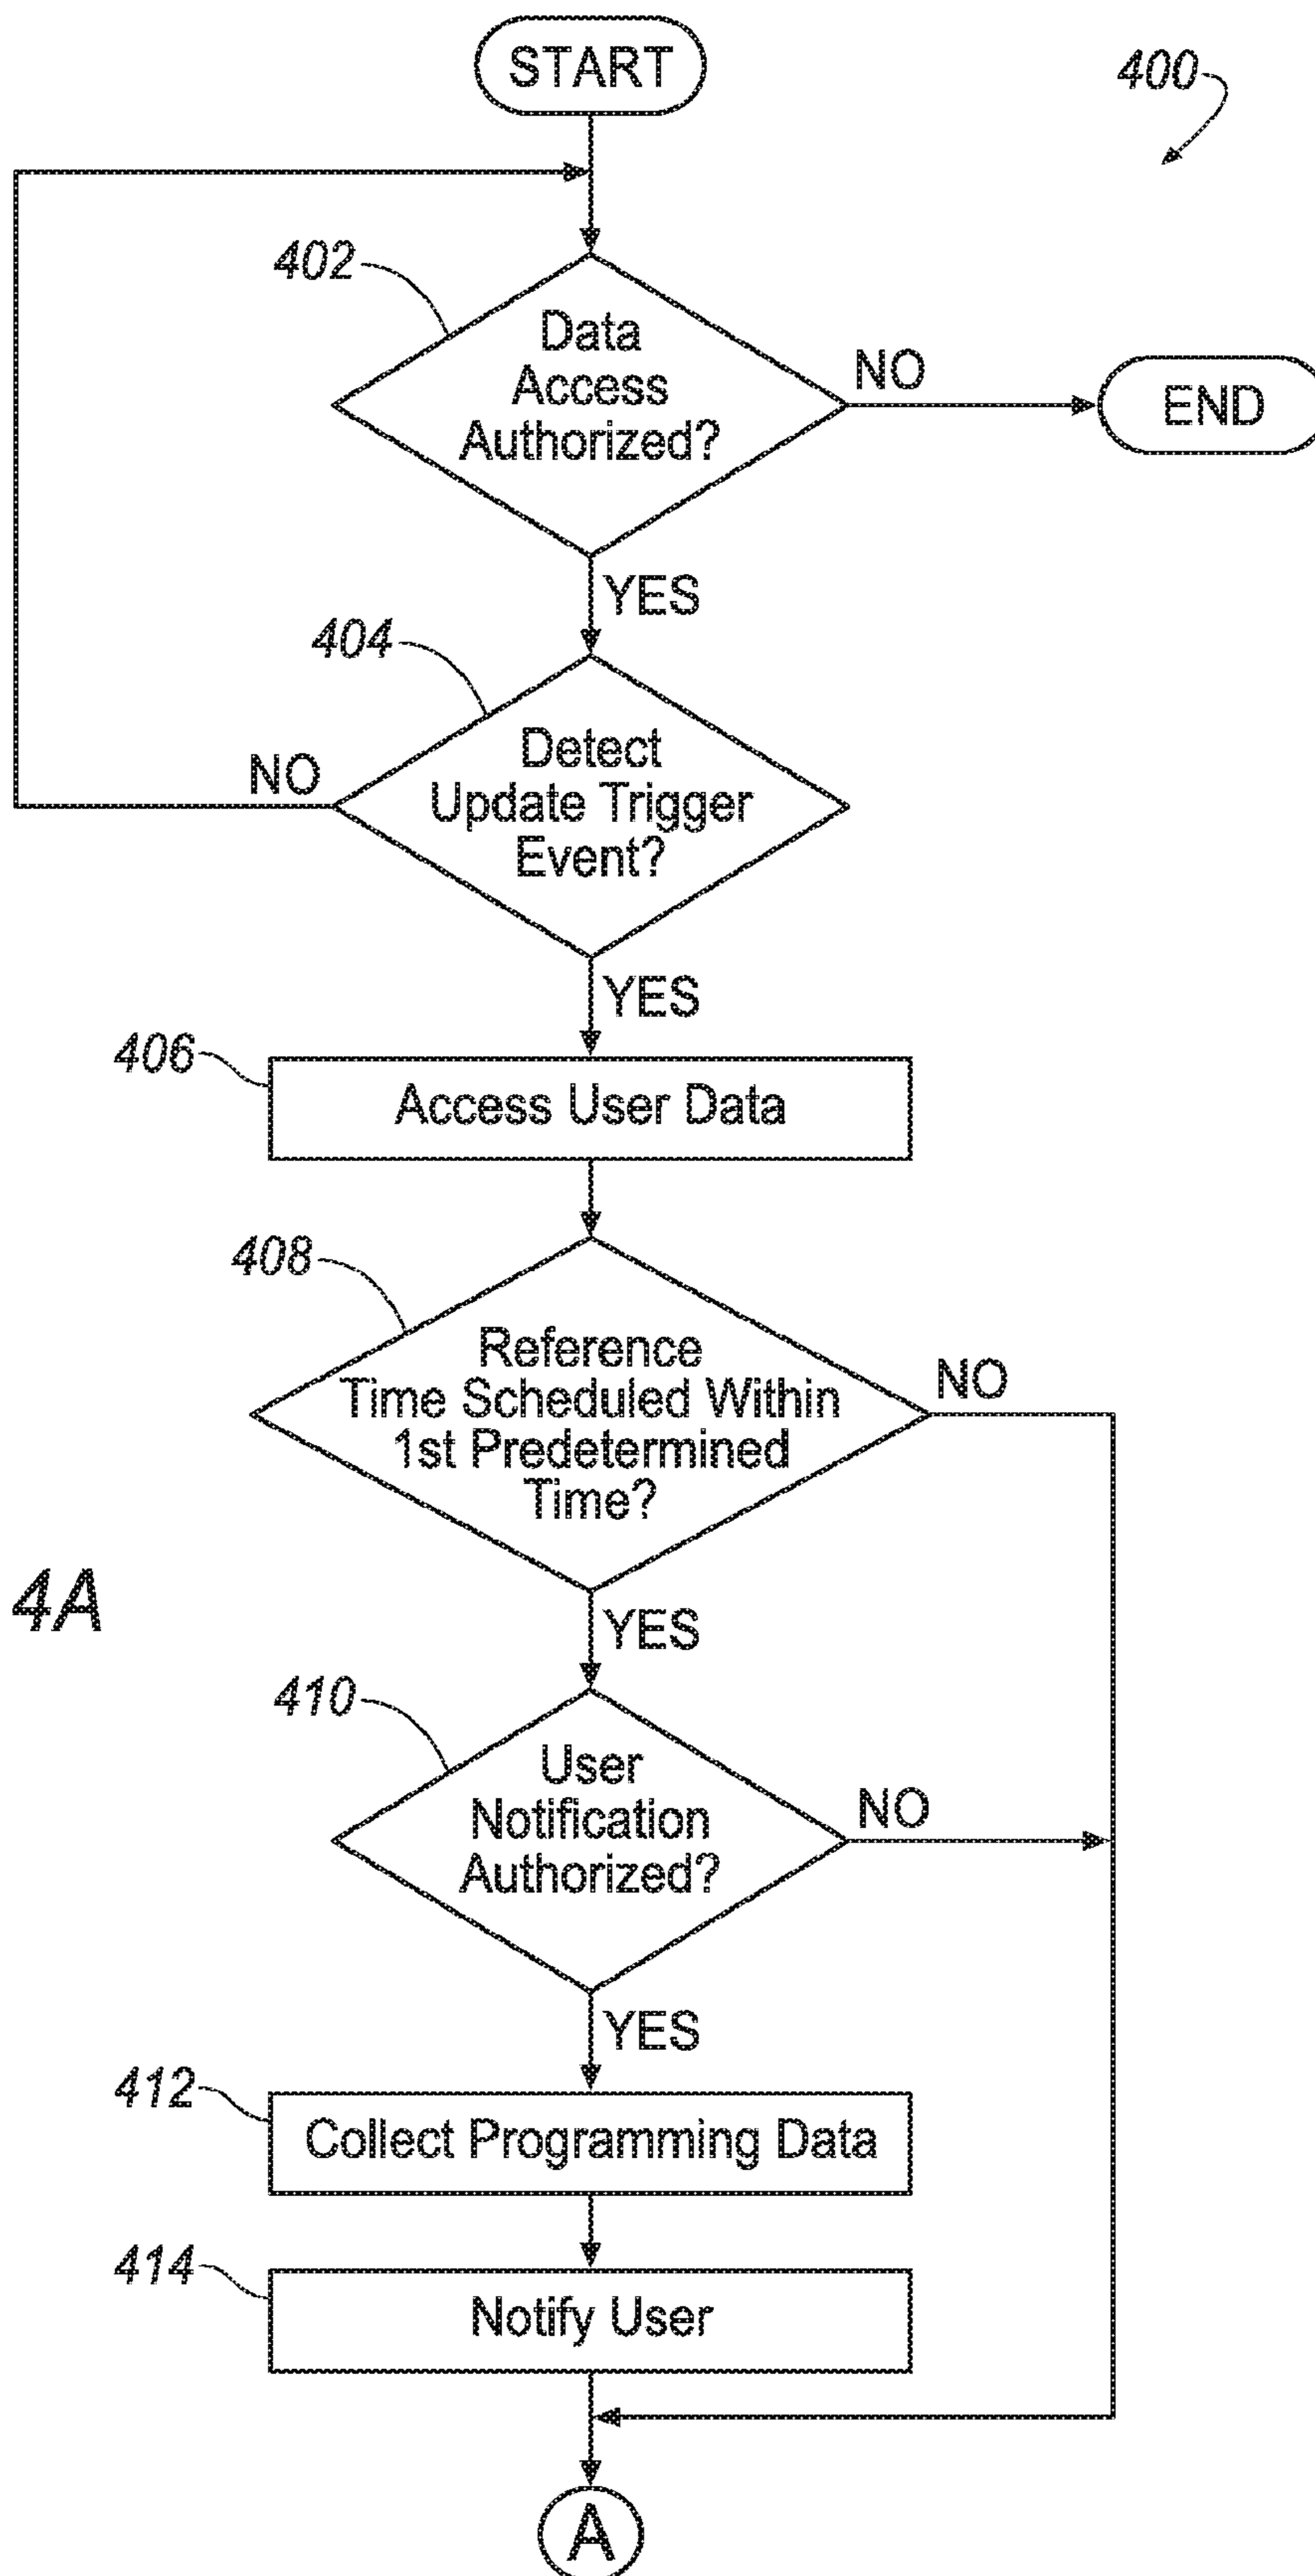 START
400
402
Data
Access
Authorized?
NO
END
YES
404
Detect
Update Trigger
Event?
NO
YES
406
Access User Data
408
Reference
Time Scheduled Within
1st Predetermined
Time?
NO
4A
YES
410
User
Notification
Authorized?
NO
YES
412
Collect Programming Data
414
Notify User
A